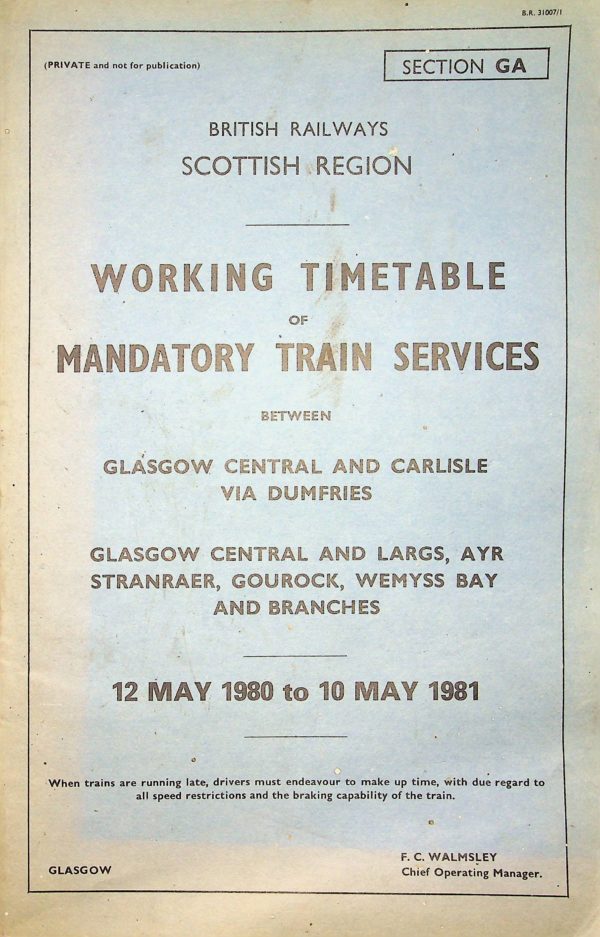 B.R. 31007/1
(PRIVATE and not for publication)
SECTION GA
BRITISH RAILWAYS
SCOTTISH REGION
WORKING TIMETABLE
OF
MANDATORY TRAIN SERVICES
BETWEEN
GLASGOW CENTRAL AND CARLISLE
VIA DUMFRIES
GLASGOW CENTRAL AND LARGS, AYR
STRANRAER, GOUROCK, WEMYSS BAY
AND BRANCHES
12 MAY 1980 to 10 MAY 1981
When trains are running late, drivers must endeavour to make up time, with due regard to
all speed restrictions and the braking capability of the train.
F. C. WALMSLEY
GLASGOW
Chief Operating Manager.